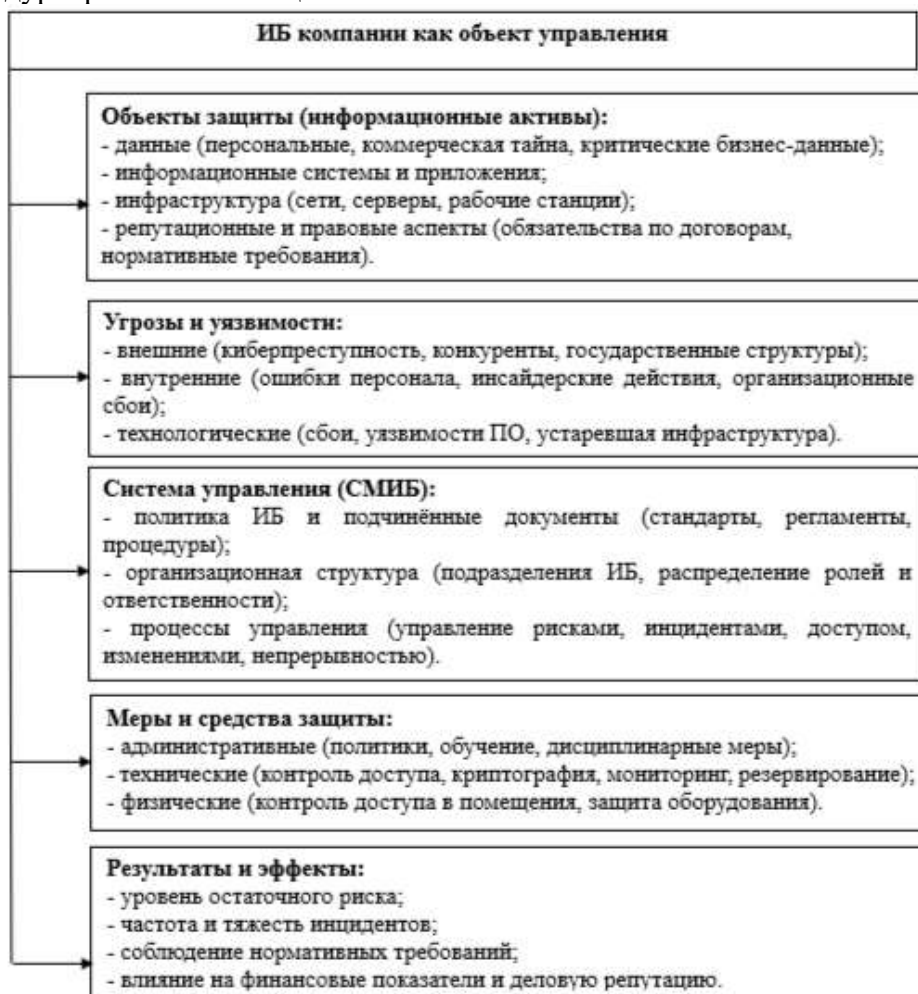 ИБ компании как объект управления
Объекты защиты (информационные активы):
- данные (персональные, коммерческая тайна, критические бизнес-данные);
- информационные системы и приложения;
- инфраструктура (сети, серверы, рабочие станции);
- репутационные и правовые аспекты (обязательства по договорам,
нормативные требования).
Угрозы и уязвимости:
- внешние (киберпреступность, конкуренты, государственные структуры);
- внутренние (ошибки персонала, инсайдерские действия, организационные
сбои);
- технологические (сбои, уязвимости ПО, устаревшая инфраструктура).
Система управления (СМИБ):
- политика ИБ и подчинённые документы (стандарты, регламенты,
процедуры);
- организационная структура (подразделения ИБ, распределение ролей и
ответственности);
- процессы управления (управление рисками, инцидентами, доступом,
изменениями, непрерывностью).
Меры и средства защиты:
- административные (политики, обучение, дисциплинарные меры);
- технические (контроль доступа, криптография, мониторинг, резервирование);
- физические (контроль доступа в помещения, защита оборудования).
Результаты и эффекты:
- уровень остаточного риска;
- частота и тяжесть инцидентов;
- соблюдение нормативных требований;
- влияние на финансовые показатели и деловую репутацию.